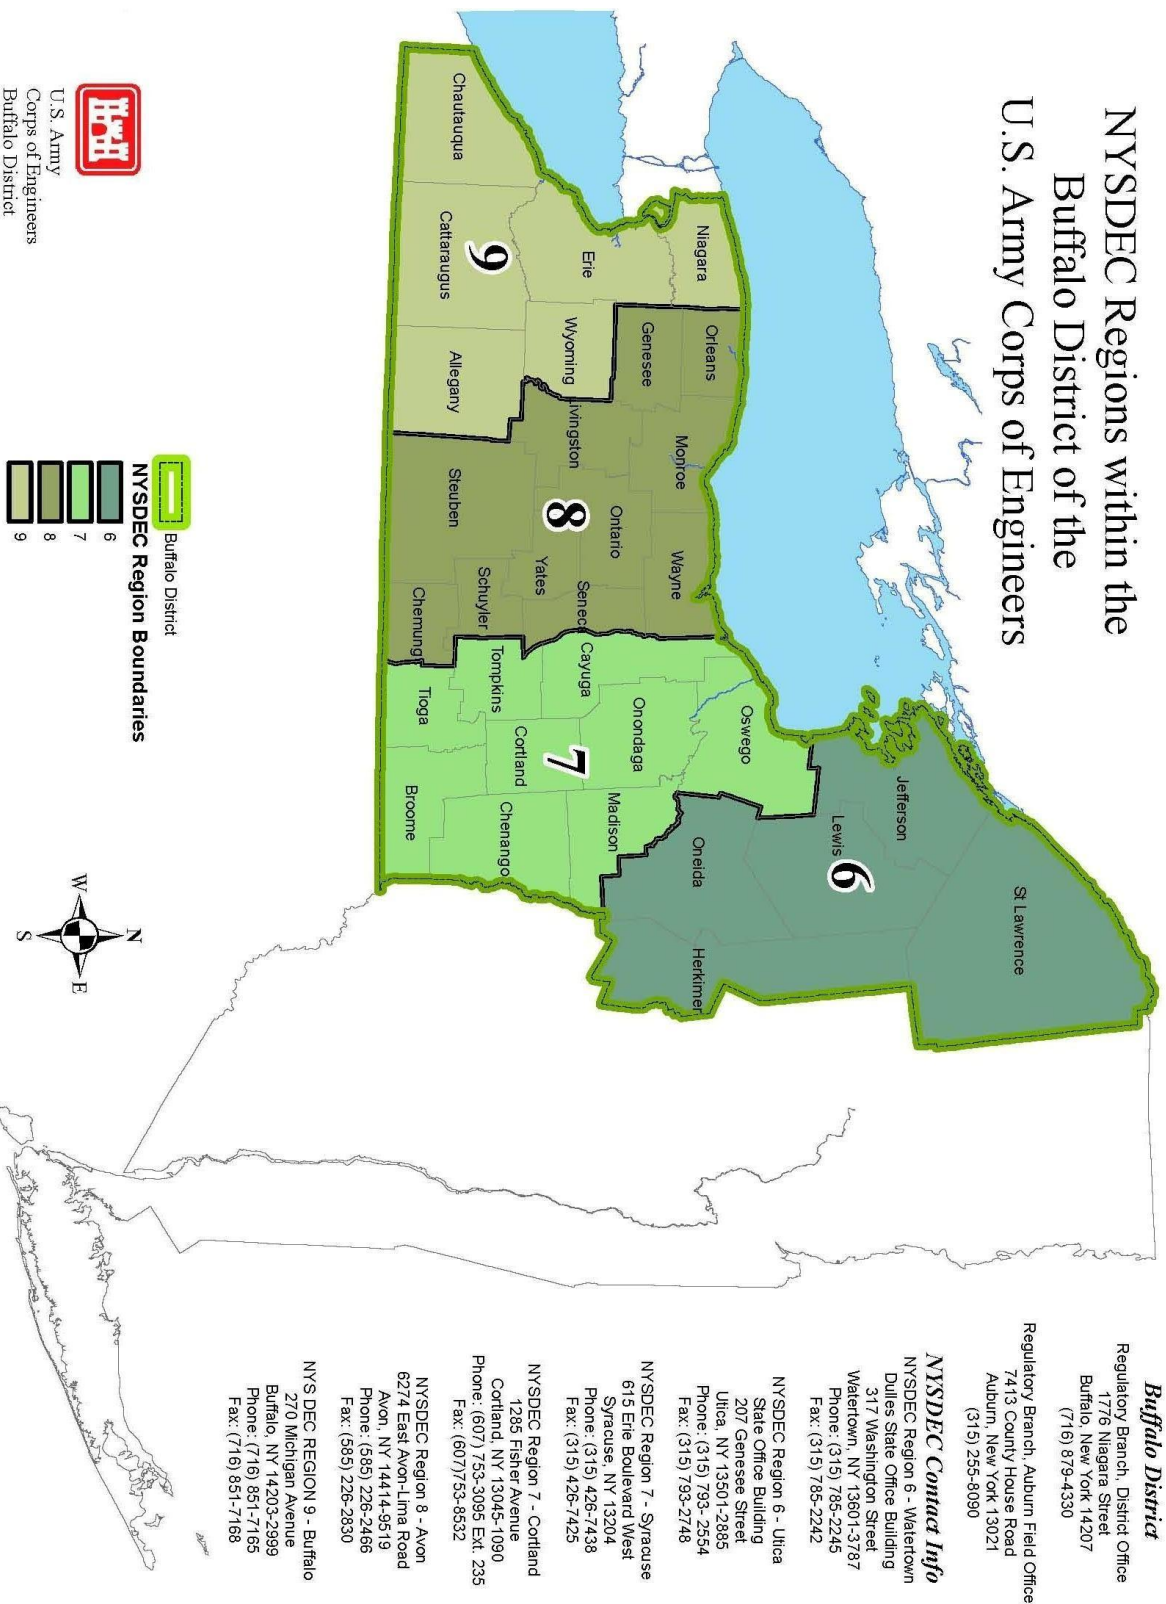 NYSDEC Regions within the
Buffalo District of the
U.S. Army Corps of Engineers
Niagara
Erie
Chautauqua
Cattaraugus
Wyoming
Allegany
9
Orleans
Genesee
Monroe
ivingston
Wayne
Ontario
8
Steuben
Yates
Senec
Schuyler
Chemung
Oswego
Cayuga
Onondaga
Tompkins
Tioga
Cortland
7
Madison
Broome
Chenango
Jefferson
Lewis
6
Oneida
St Lawrence
Herkimer
U.S. Army
Corps of Engineers
Buffalo District
Buffalo District
NYSDEC Region Boundaries
6
7
8
9
N
W
E
S
Buffalo District
Regulatory Branch, District Office
1776 Niagara Street
Buffalo, New York 14207
(716) 879-4330
Regulatory Branch, Auburn Field Office
7413 County House Road
Auburn, New York 13021
(315) 255-8090
NYSDEC Contact Info
NYSDEC Region 6 - Watertown
Dulles State Office Building
317 Washington Street
Watertown, NY 13601-3787
Phone: (315) 785-2245
Fax: (315) 785-2242
NYSDEC Region 6 - Utica
State Office Building
207 Genesee Street
Utica, NY 13501-2885
Phone: (315) 793- 2554
Fax: (315) 793-2748
NYSDEC Region 7 - Syracuse
615 Erie Boulevard West
Syracuse, NY 13204
Phone: (315) 426-7438
Fax: (315) 426-7425
NYSDEC Region 7 - Cortland
1285 Fisher Avenue
Cortland, NY 13045-1090
Phone: (607) 753-3095 Ext. 235
Fax: (607)753-8532
NYSDEC Region 8 - Avon
6274 East Avon-Lima Road
Avon, NY 14414-9519
Phone: (585) 226-2466
Fax: (585) 226-2830
NYS DEC REGION 9 - Buffalo
270 Michigan Avenue
Buffalo, NY 14203-2999
Phone: (716) 851-7165
Fax: (716) 851-7168